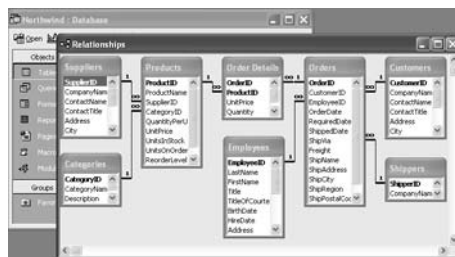 Northwind : Database
Open
Relationships
Objects
Groups
Suppliers
SupplierID
CompanyNam
ContactName
ContactTitle
Address
City
Products
ProductID
ProductName
SupplierID
CategoryID
QuantityPerU
UnitPrice
UnitsInStock
UnitsOnOrder
ReorderLevel
Order Details
OrderID
ProductID
UnitPrice
Quantity
Orders
OrderID
CustomerID
EmployeeID
OrderDate
RequiredDate
ShippedDate
ShipVia
Freight
ShipName
ShipAddress
ShipCity
ShipRegion
ShipPostalCoc
Customers
CustomerID
CompanyNam
ContactName
ContactTitle
Address
City
Categories
CategoryID
CategoryNam
Description
Employees
EmployeeID
LastName
FirstName
Title
TitleOfCourte
BirthDate
HireDate
Address
Shippers
ShipperID
CompanyNam